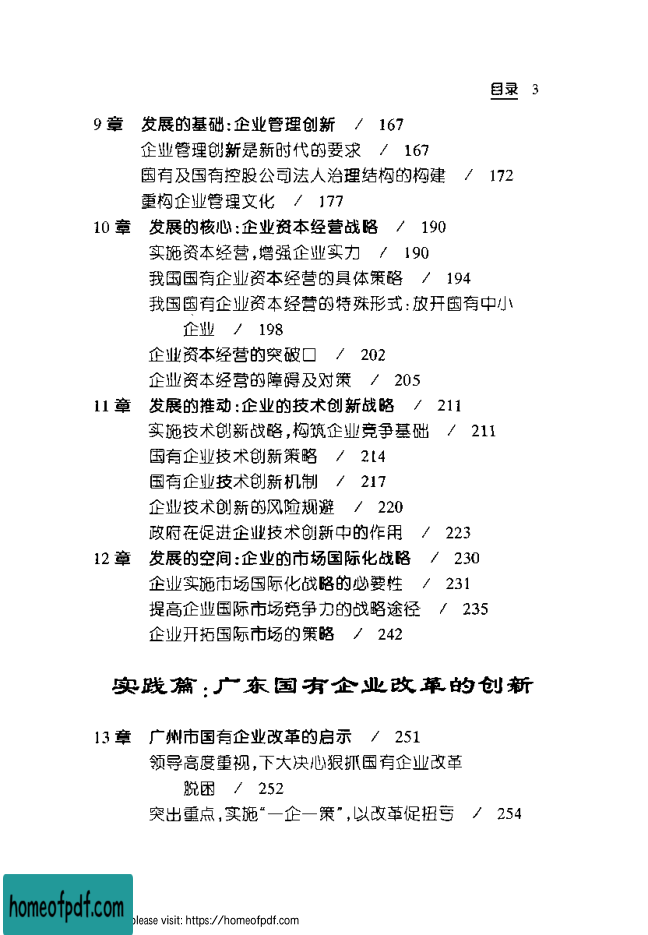 目录 3
9章 发展的基础:企业管理创新 / 167
企业管理创新是新时代的要求 / 167
国有及国有控股公司法人治理结构的构建 / 172
重构企业管理文化 / 177
10章 发展的核心:企业资本经营战略 / 190
实施资本经营,增强企业实力 / 190
我国国有企业资本经营的具体策略 / 194
我国国有企业资本经营的特殊形式:放开国有中小
企业 / 198
企业资本经营的突破口 / 202
企业资本经营的障碍及对策 / 205
11章 发展的推动:企业的技术创新战略 / 211
实施技术创新战略,构筑企业竞争基础 / 211
国有企业技术创新策略 / 214
国有企业技术创新机制 / 217
企业技术创新的风险规避 / 220
政府在促进企业技术创新中的作用 / 223
12章 发展的空间:企业的市场国际化战略 / 230
企业实施市场国际化战略的必要性 / 231
提高企业国际市场竞争力的战略途径 / 235
企业开拓国际市场的策略 / 242
实践篇:广东国有企业改革的创新
13章 广州市国有企业改革的启示 / 251
领导高度重视,下大决心狠抓国有企业改革
脱困 / 252
突出重点,实施“一企一策”,以改革促扭亏 / 254
homeofpdf.com
please visit: https://homeofpdf.com